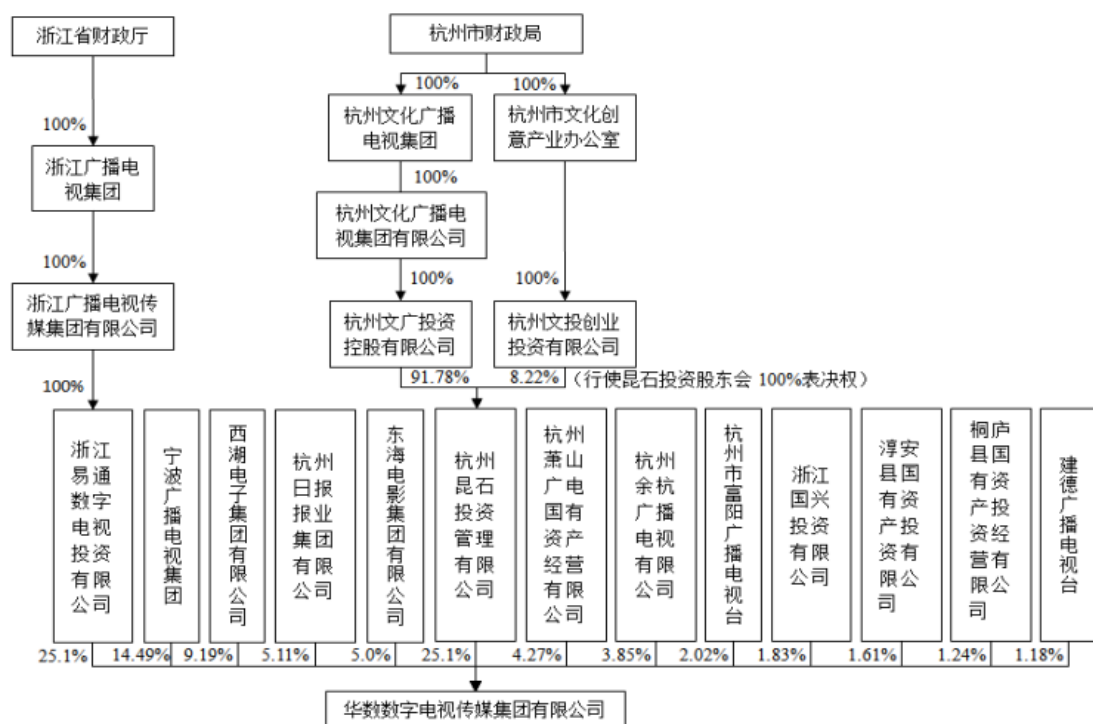 浙江省财政厅
杭州市财政局
100%
100%
100%
杭州文化广播
电视集团
杭州市文化创
意产业办公室
浙江广播电
视集团
100%
杭州文化广播电
视集团有限公司
100%
100%
100%
浙江广播电视传
媒集团有限公司
杭州文广投资
控股有限公司
杭州文投创业
投资有限公司
100%
91.78%
8.22%
（行使昆石投资股东会 100%表决权）
浙江易通数字电视投资有限公司
宁波广播电视集团
西湖电子集团有限公司
杭州日报报业集团有限公司
东海电影集团有限公司
杭州昆石投资管理有限公司
杭州萧山广电国有资产经营有限公司
杭州余杭广播电视有限公司
杭州市富阳广播电视台
浙江国兴投资有限公司
淳安县国有资产投资有限公司
桐庐县国有资产投资经营有限公司
建德广播电视台
25.1%
14.49%
9.19%
5.11%
5.0%
25.1%
4.27%
3.85%
2.02%
1.83%
1.61%
1.24%
1.18%
华数数字电视传媒集团有限公司